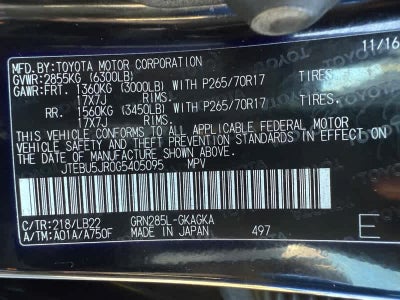 MFD.BY:TOYOTA MOTOR CORPORATION 11/16
GVWR:2855KG (6300LB)
GAWR:FRT. 1360KG (3000LB) WITH P265/70R17 TIRES
17X7J RIMS.
RR. 1560KG (3450LB) WITH P265/70R17 TIRES
17X7J RIMS.
THIS VEHICLE CONFORMS TO ALL APPLICABLE FEDERAL MOTOR
VEHICLE SAFETY AND THEFT PREVENTION STANDARDS IN EFFECT
ON THE DATE OF MANUFACTURE SHOWN ABOVE.
JTEBU5JR0G5405095 MPV
C/TR:218/LB22 GRN285L-GKAGKA
A/TM:A01A/A750F MADE IN JAPAN 497 E